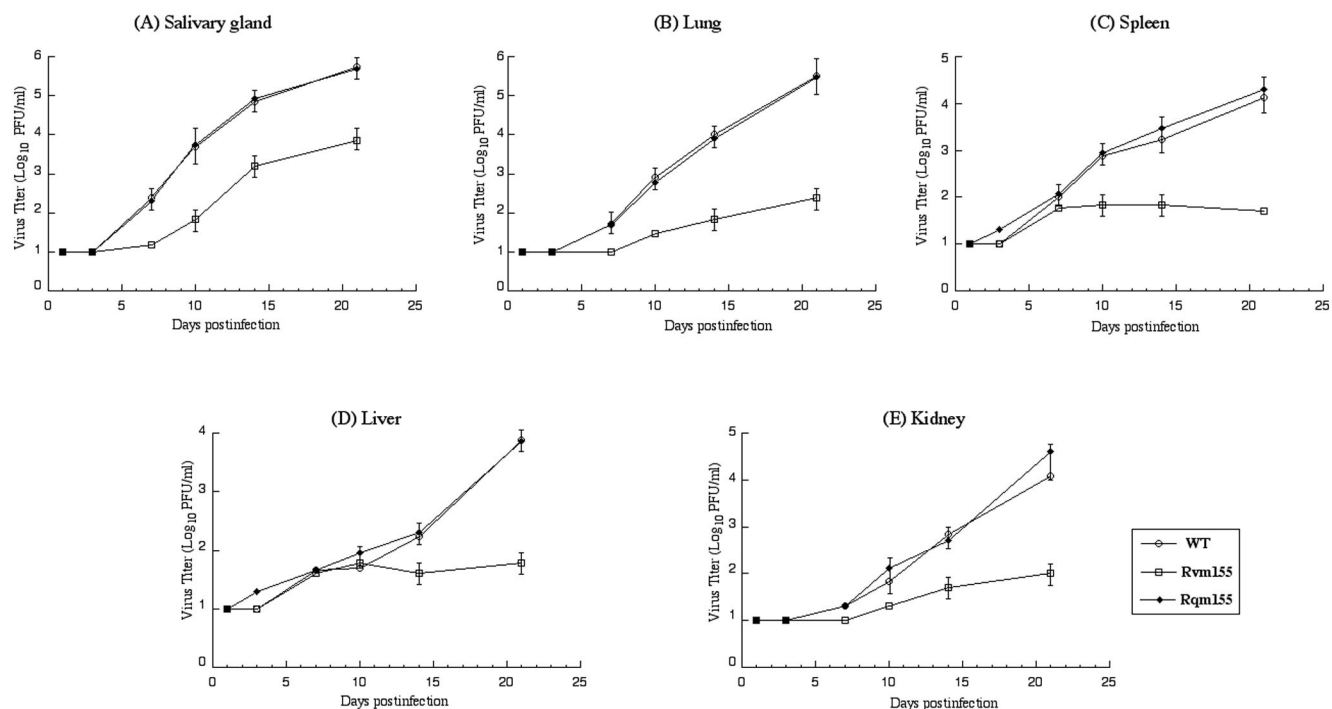 (A) Salivary gland
Virus Titer (Log10 PFU/ml)
6
5
4
3
2
1
0
0 5 10 15 20 25
Days postinfection
(B) Lung
Virus Titer (Log10 PFU/ml)
6
5
4
3
2
1
0
0 5 10 15 20 25
Days postinfection
(C) Spleen
Virus Titer (Log10 PFU/ml)
5
4
3
2
1
0
0 5 10 15 20 25
Days postinfection
(D) Liver
Virus Titer (Log10 PFU/ml)
4
3
2
1
0
0 5 10 15 20 25
Days postinfection
(E) Kidney
Virus Titer (Log10 PFU/ml)
5
4
3
2
1
0
0 5 10 15 20 25
Days postinfection
WT
Rvm155
Rqm155